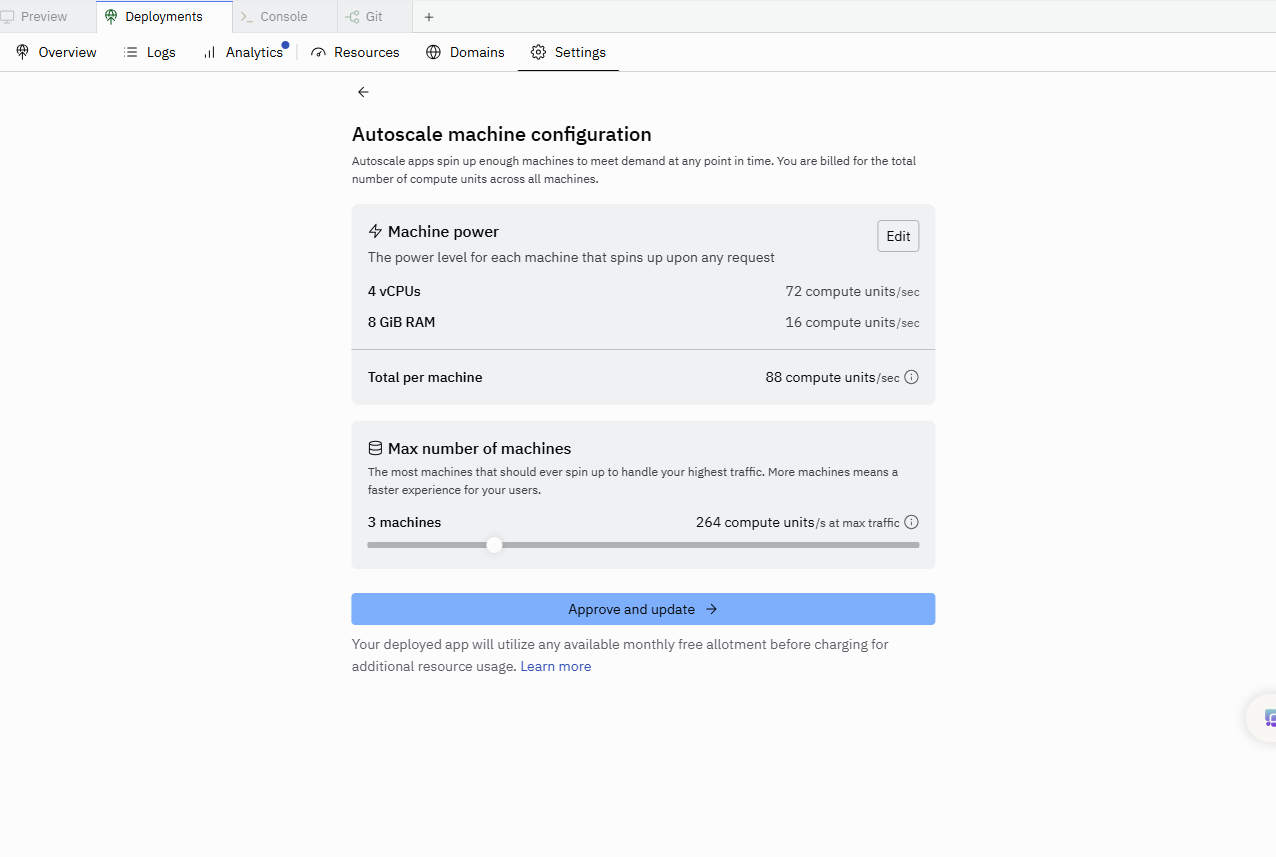 Preview Deployments Console Git
Overview Logs Analytics Resources Domains Settings
Autoscale machine configuration
Autoscale apps spin up enough machines to meet demand at any point in time. You are billed for the total
number of compute units across all machines.
Machine power
Edit
The power level for each machine that spins up upon any request
4 vCPUs 72 compute units/sec
8 GiB RAM 16 compute units/sec
Total per machine 88 compute units/sec
Max number of machines
The most machines that should ever spin up to handle your highest traffic. More machines means a
faster experience for your users.
3 machines 264 compute units/s at max traffic
Approve and update
Your deployed app will utilize any available monthly free allotment before charging for
additional resource usage. Learn more